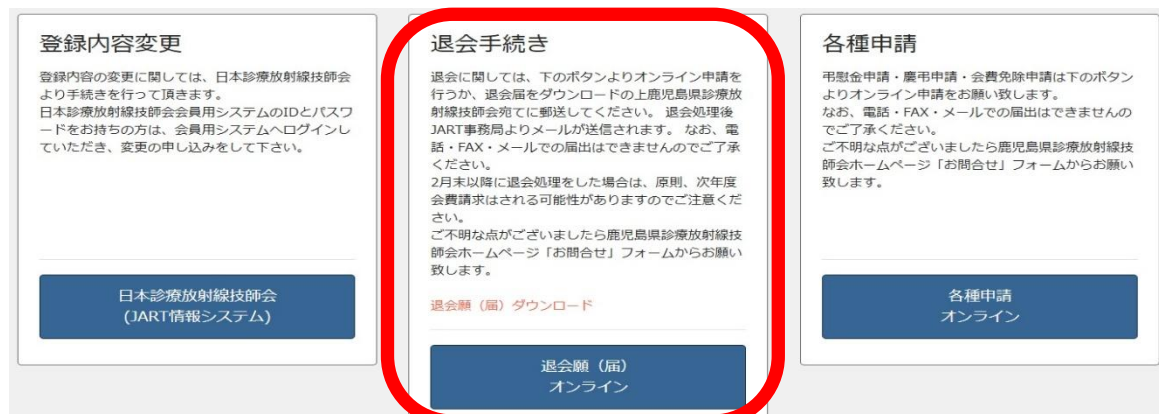 登録内容変更
登録内容の変更に関しては、日本診療放射線技師会
より手続きを行って頂きます。
日本診療放射線技師会会員用システムのIDとパスワ
ードをお持ちの方は、会員用システムへログインし
ていただき、変更の申し込みをして下さい。
日本診療放射線技師会
(JART情報システム)
退会手続き
退会に関しては、下のボタンよりオンライン申請を
行うか、退会届をダウンロードの上鹿児島県診療放
射線技師会宛てに郵送してください。 退会処理後
JART事務局よりメールが送信されます。 なお、電
話・FAX・メールでの届出はできませんのでご了承
ください。
2月末以降に退会処理をした場合は、原則、次年度
会費請求はされる可能性がありますのでご注意くだ
さい。
ご不明な点がございましたら鹿児島県診療放射線技
師会ホームページ「お問合せ」フォームからお願い
致します。
退会願（届）ダウンロード
退会願（届）
オンライン
各種申請
弔慰金申請・慶弔申請・会費免除申請は下のボタン
よりオンライン申請をお願い致します。
なお、電話・FAX・メールでの届出はできませんの
でご了承ください。
ご不明な点がございましたら鹿児島県診療放射線技
師会ホームページ「お問合せ」フォームからお願い
致します。
各種申請
オンライン